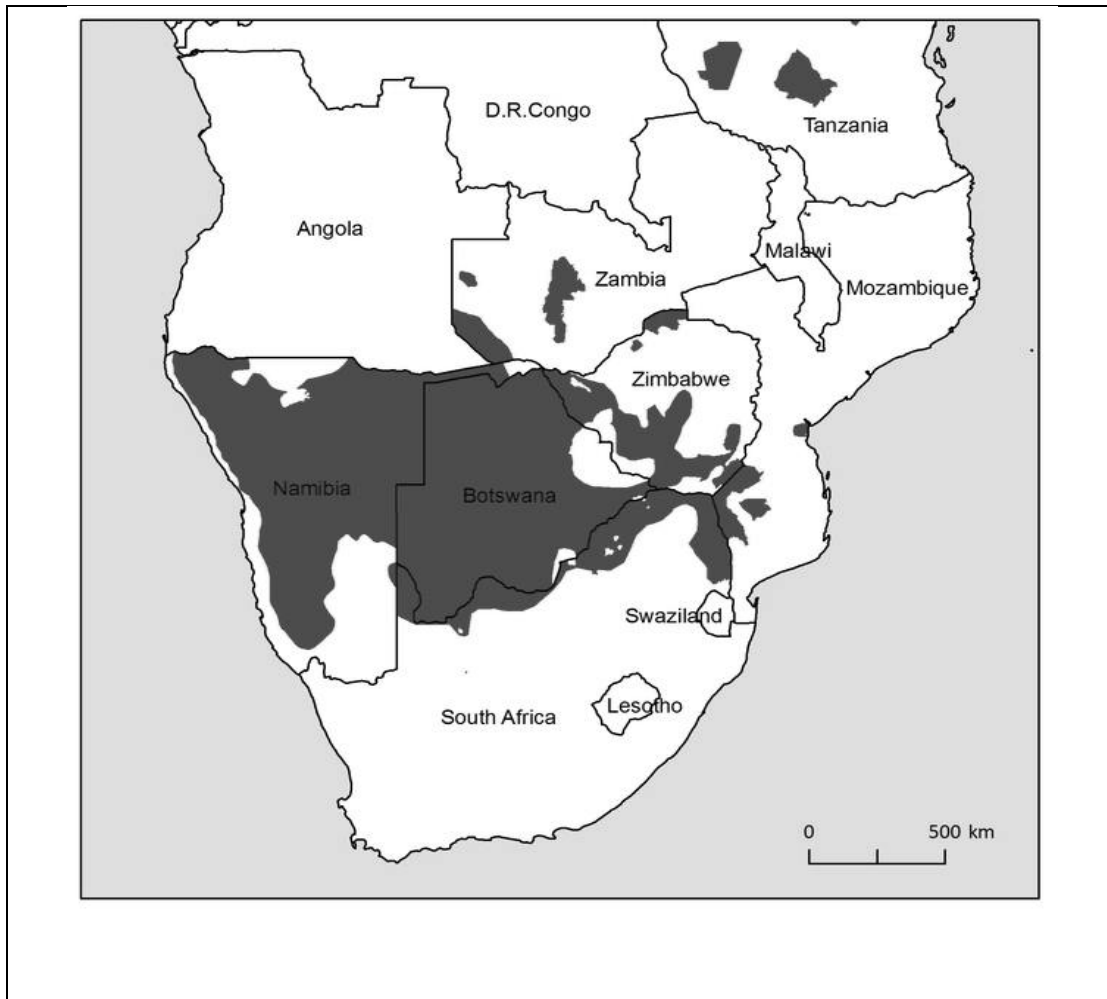 D.R.Congo
Tanzania
Angola
Malawi
Zambia
Mozambique
Zimbabwe
Namibia
Botswana
Swaziland
Lesotho
South Africa
0 500 km